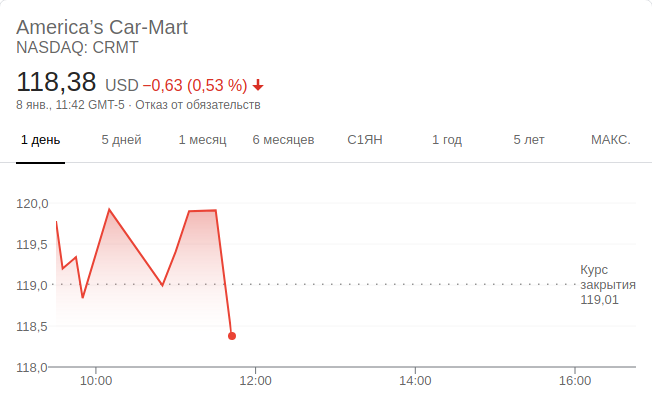 America’s Car-Mart
NASDAQ: CRMT
118,38 USD −0,63 (0,53 %)
8 янв., 11:42 GMT-5 · Отказ от обязательств
1 день 5 дней 1 месяц 6 месяцев С1ЯН 1 год 5 лет МАКС.
120,0
119,5
119,0
118,5
118,0
Курс
закрытия
119,01
10:00 12:00 14:00 16:00